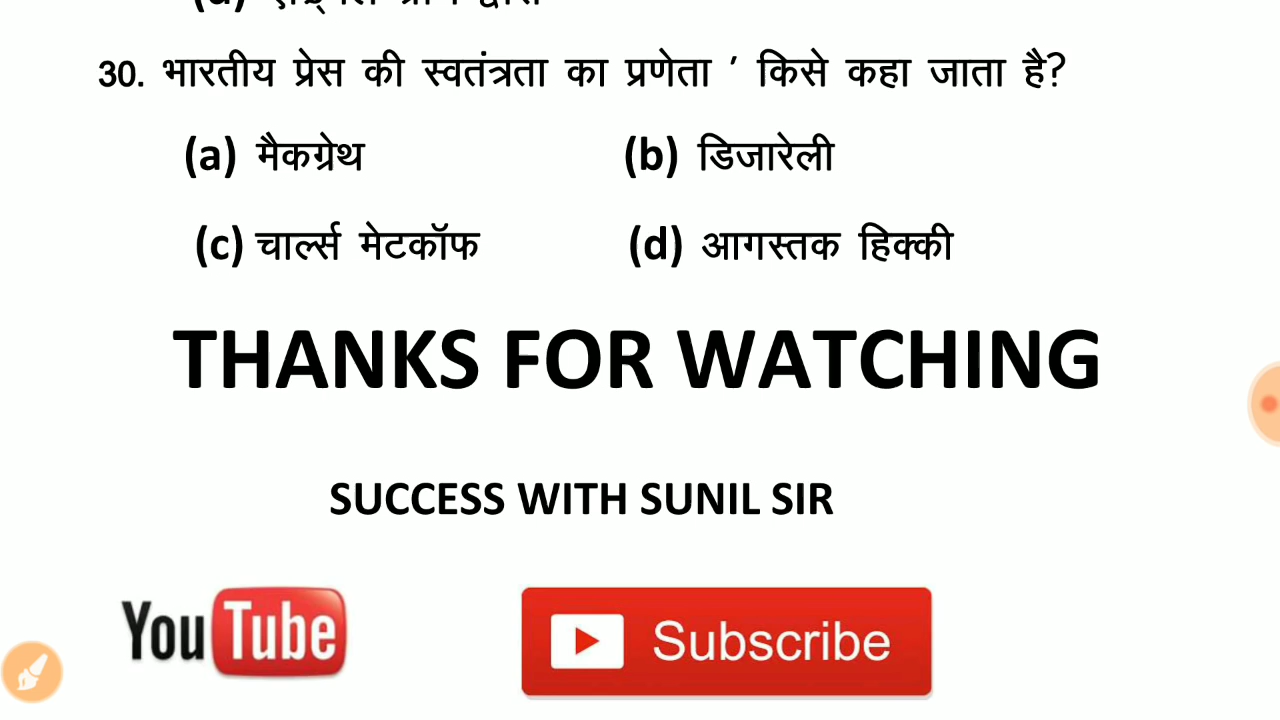 30. भारतीय प्रेस की स्वतंत्रता का प्रणेता ’ किसे कहा जाता है?
(a) मैकग्रेथ (b) डिजारेली
(c) चार्ल्स मेटकॉफ (d) आगस्तक हिक्की
THANKS FOR WATCHING
SUCCESS WITH SUNIL SIR
YouTube Subscribe